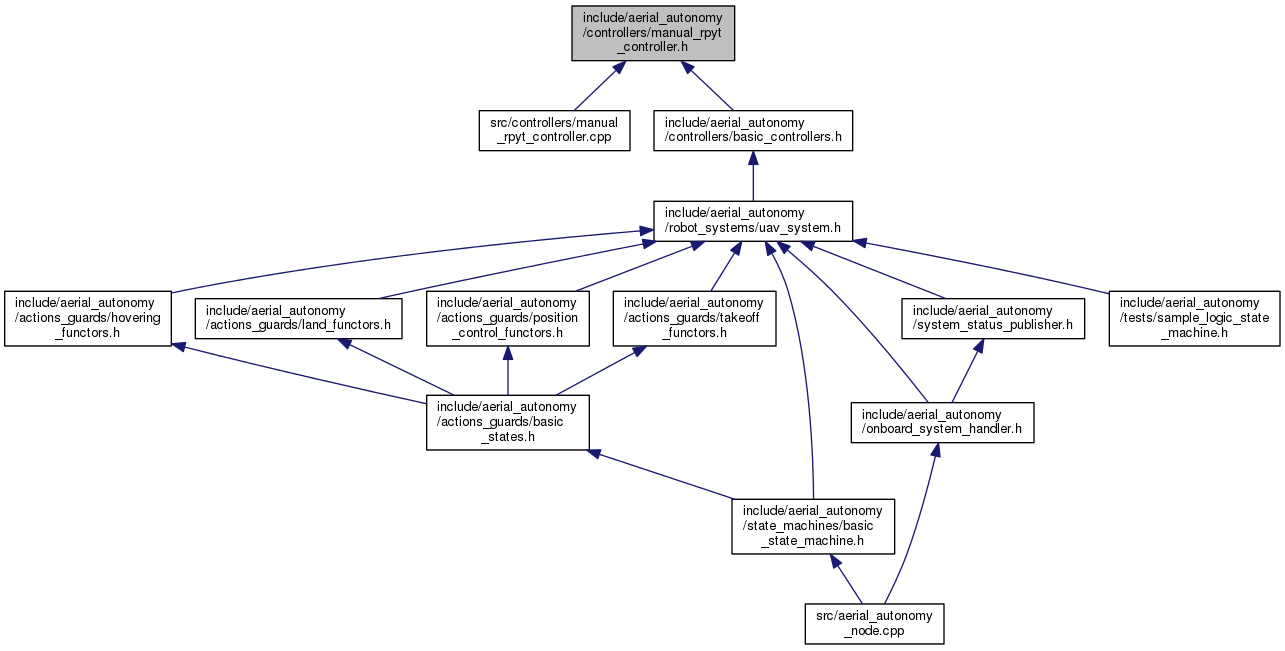 include/aerial_autonomy
/controllers/manual_rpyt
_controller.h
src/controllers/manual
_rpyt_controller.cpp
include/aerial_autonomy
/controllers/basic_controllers.h
include/aerial_autonomy
/robot_systems/uav_system.h
include/aerial_autonomy
/actions_guards/hovering
_functors.h
include/aerial_autonomy
/actions_guards/land_functors.h
include/aerial_autonomy
/actions_guards/position
_control_functors.h
include/aerial_autonomy
/actions_guards/takeoff
_functors.h
include/aerial_autonomy
/system_status_publisher.h
include/aerial_autonomy
/tests/sample_logic_state
_machine.h
include/aerial_autonomy
/actions_guards/basic
_states.h
include/aerial_autonomy
/onboard_system_handler.h
include/aerial_autonomy
/state_machines/basic
_state_machine.h
src/aerial_autonomy
_node.cpp